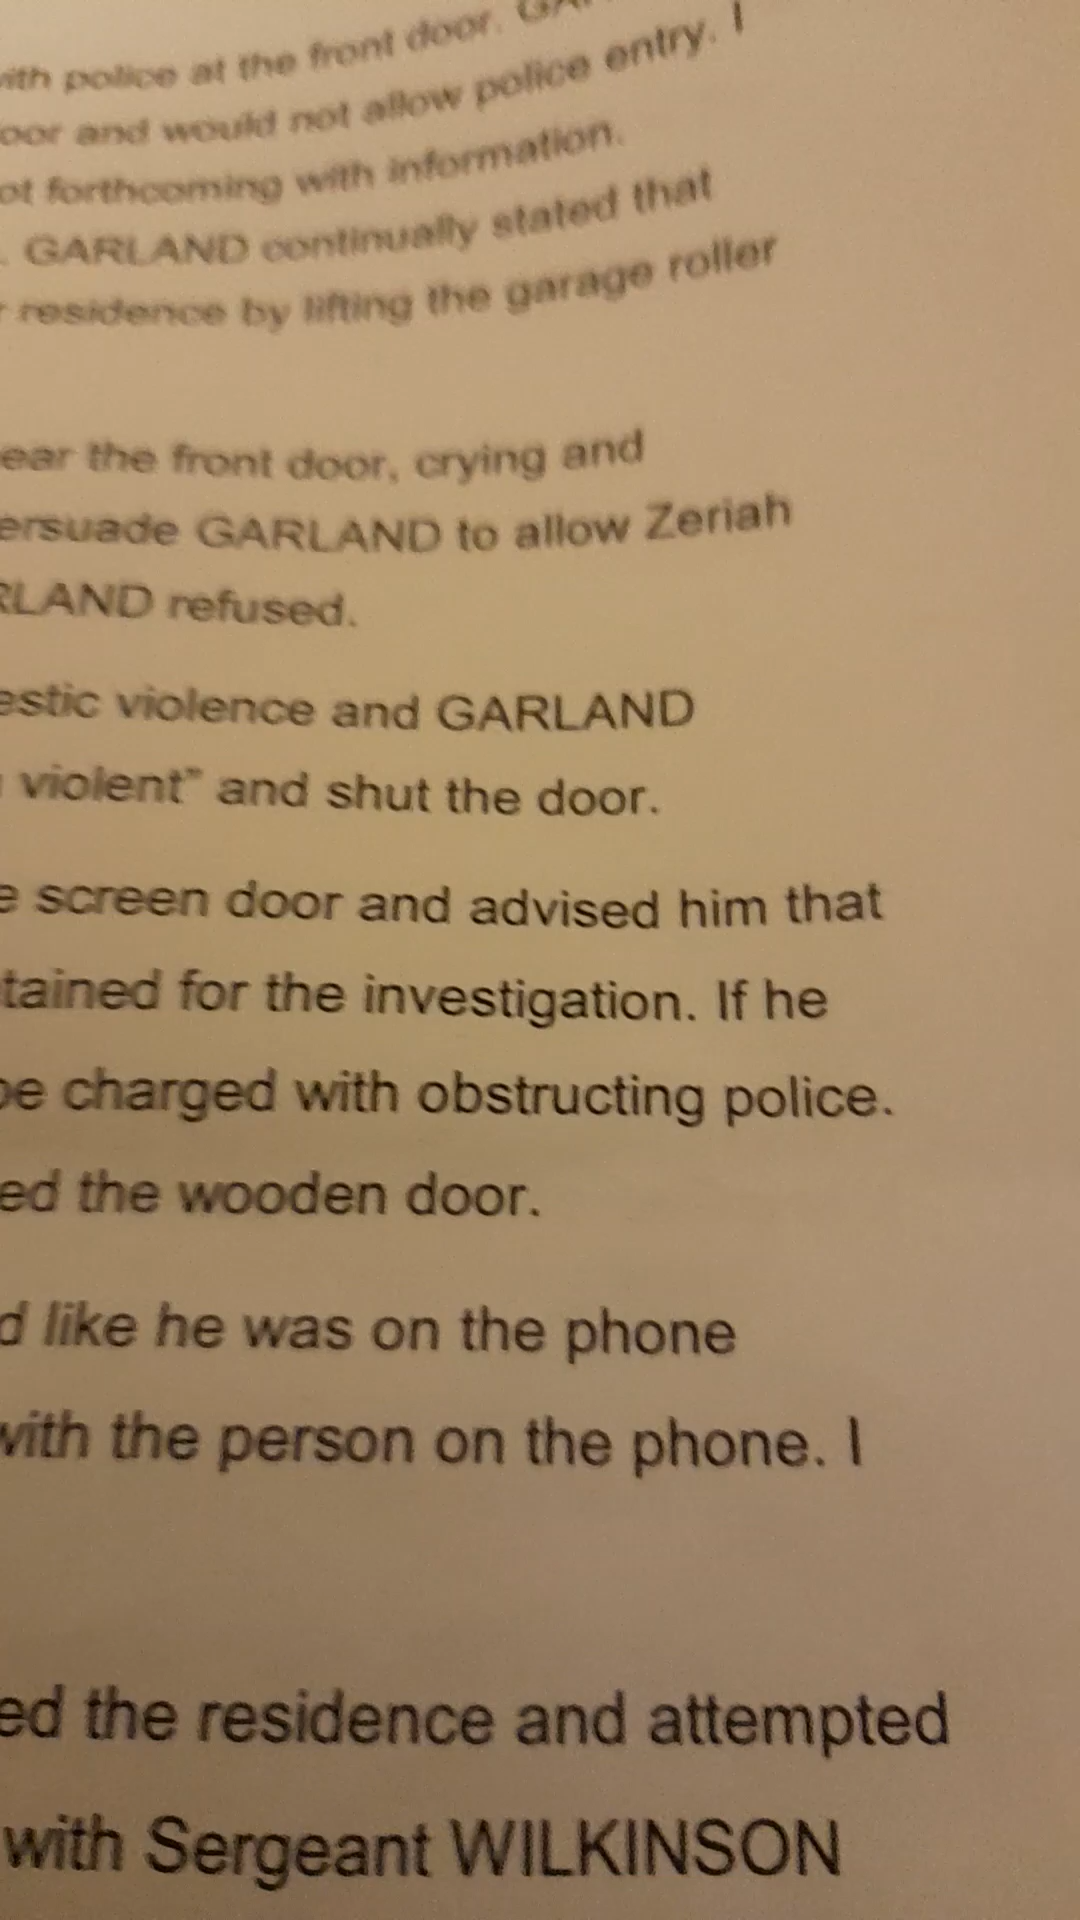 with police at the front door.
oor and would not allow police entry. I
ot forthcoming with information.
. GARLAND continually stated that
r residence by lifting the garage roller
ear the front door, crying and
ersuade GARLAND to allow Zeriah
RLAND refused.
estic violence and GARLAND
violent" and shut the door.
e screen door and advised him that
tained for the investigation. If he
be charged with obstructing police.
ed the wooden door.
d like he was on the phone
with the person on the phone. I
ed the residence and attempted
with Sergeant WILKINSON